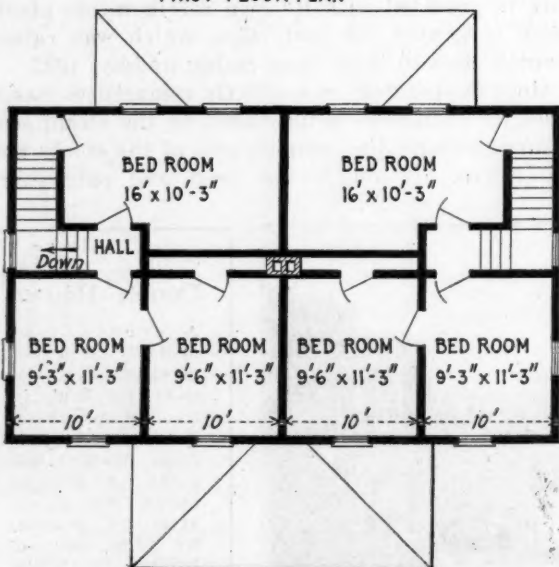 BED ROOM BED ROOM
16' x 10'-3" 16' x 10'-3"
HALL
Down
BED ROOM BED ROOM BED ROOM BED ROOM
9'-3" x 11'-3" 9'-6" x 11'-3" 9'-6" x 11'-3" 9'-3" x 11'-3"
10' 10' 10 10'